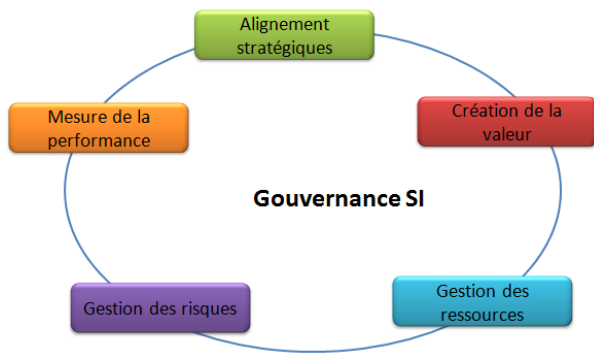 Alignement
stratégiques
Mesure de la
performance
Création de la
valeur
Gouvernance SI
Gestion des risques
Gestion des
ressources